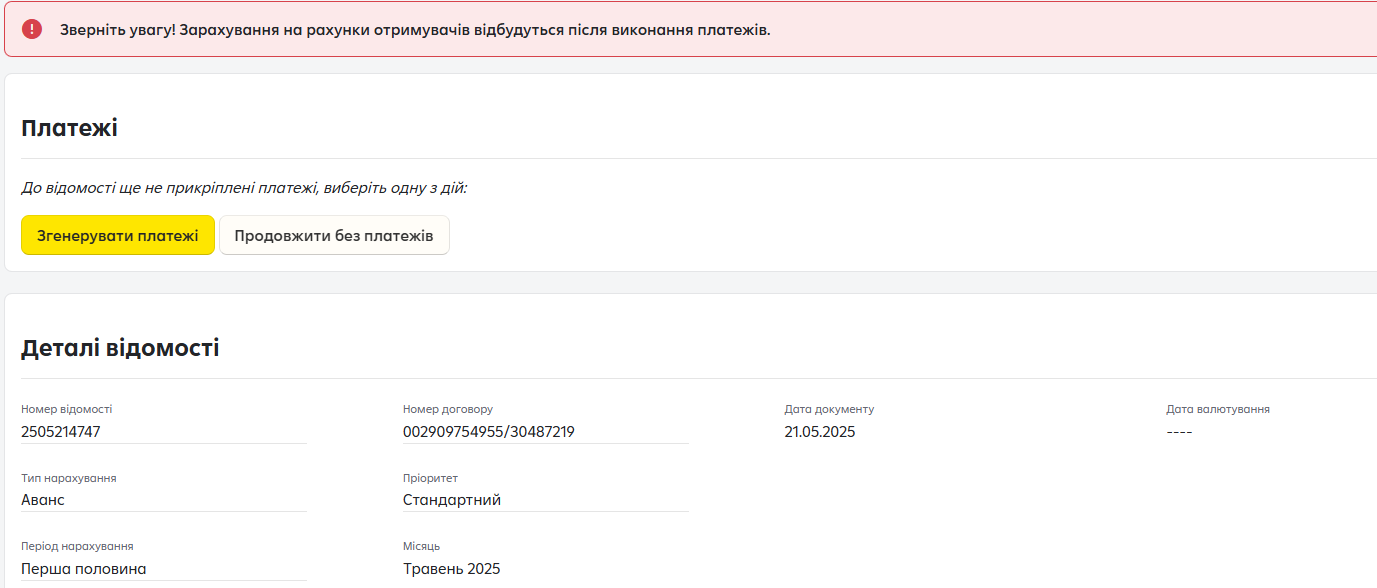 Зверніть увагу! Зарахування на рахунки отримувачів відбудуться після виконання платежів.
Платежі
До відомості ще не прикріплені платежі, виберіть одну з дій:
Згенерувати платежі Продовжити без платежів
Деталі відомості
Номер відомості Номер договору Дата документу Дата валютування
2505214747 002909754955/30487219 21.05.2025 ----
Тип нарахування Пріоритет
Аванс Стандартний
Період нарахування Місяць
Перша половина Травень 2025